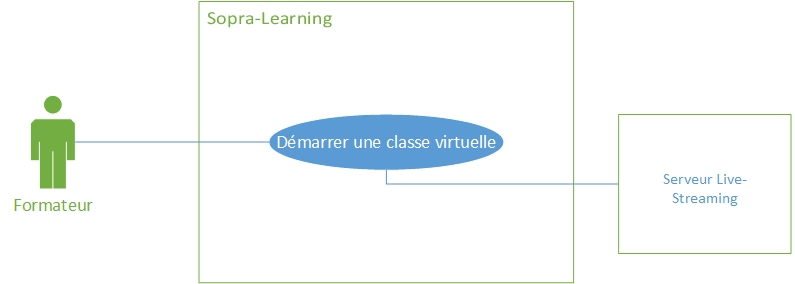 Sopra-Learning
Démarrer une classe virtuelle
Formateur
Serveur Live-
Streaming